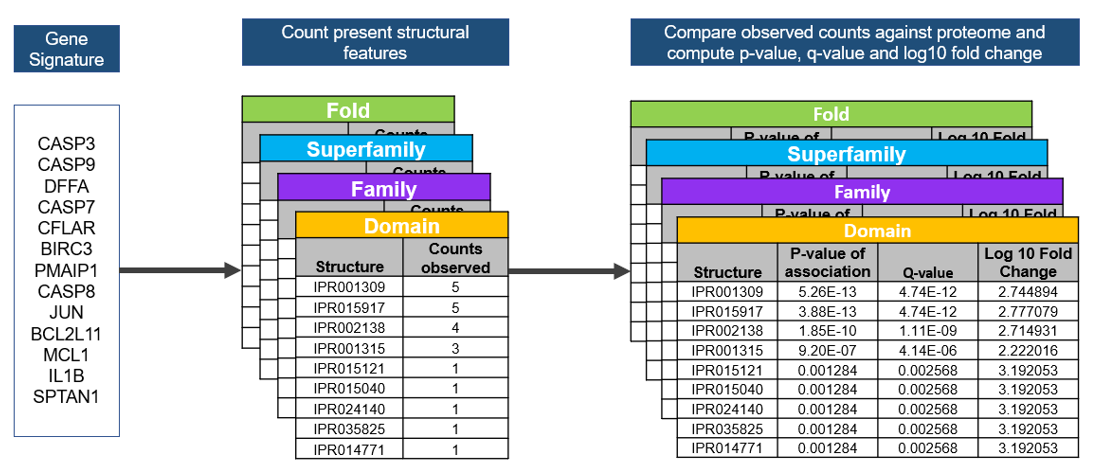 Gene
Signature
Count present structural
features
Compare observed counts against proteome and
compute p-value, q-value and log10 fold change
CASP3
CASP9
DFFA
CASP7
CFLAR
BIRC3
PMAIP1
CASP8
JUN
BCL2L11
MCL1
IL1B
SPTAN1
Fold
Counts
Superfamily
Counts
Family
Counts
Domain
Structure Counts observed
IPR001309 5
IPR015917 5
IPR002138 4
IPR001315 3
IPR015121 1
IPR015040 1
IPR024140 1
IPR035825 1
IPR014771 1
Fold
P-value of Log 10 Fold
Superfamily
P-value of Log 10 Fold
Family
P-value of Log 10 Fold
Domain
Structure P-value of association Q-value Log 10 Fold Change
IPR001309 5.26E-13 4.74E-12 2.744894
IPR015917 3.88E-13 4.74E-12 2.777079
IPR002138 1.85E-10 1.11E-09 2.714931
IPR001315 9.20E-07 4.14E-06 2.222016
IPR015121 0.001284 0.002568 3.192053
IPR015040 0.001284 0.002568 3.192053
IPR024140 0.001284 0.002568 3.192053
IPR035825 0.001284 0.002568 3.192053
IPR014771 0.001284 0.002568 3.192053